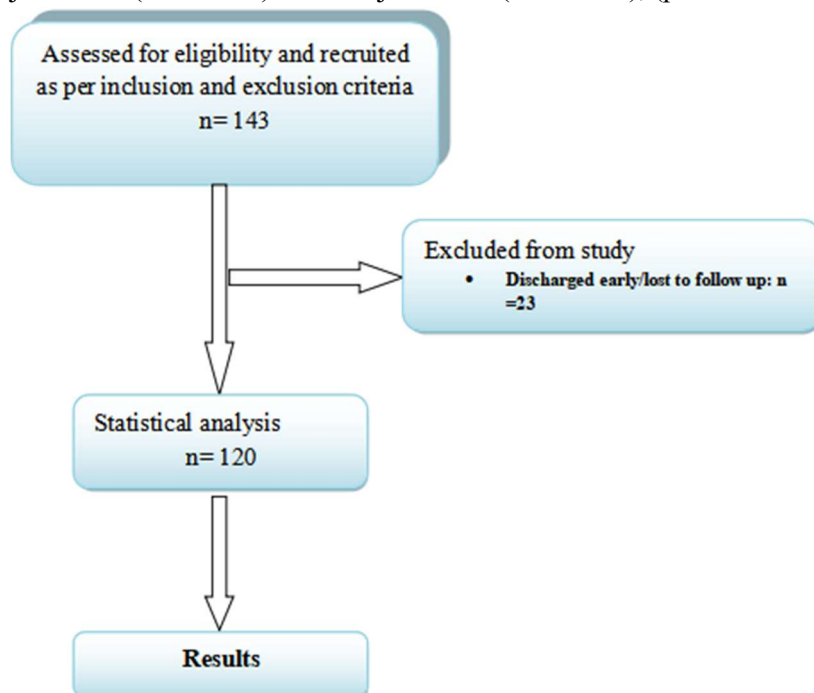 Assessed for eligibility and recruited
as per inclusion and exclusion criteria
n= 143
Excluded from study
• Discharged early/lost to follow up: n
=23
Statistical analysis
n= 120
Results